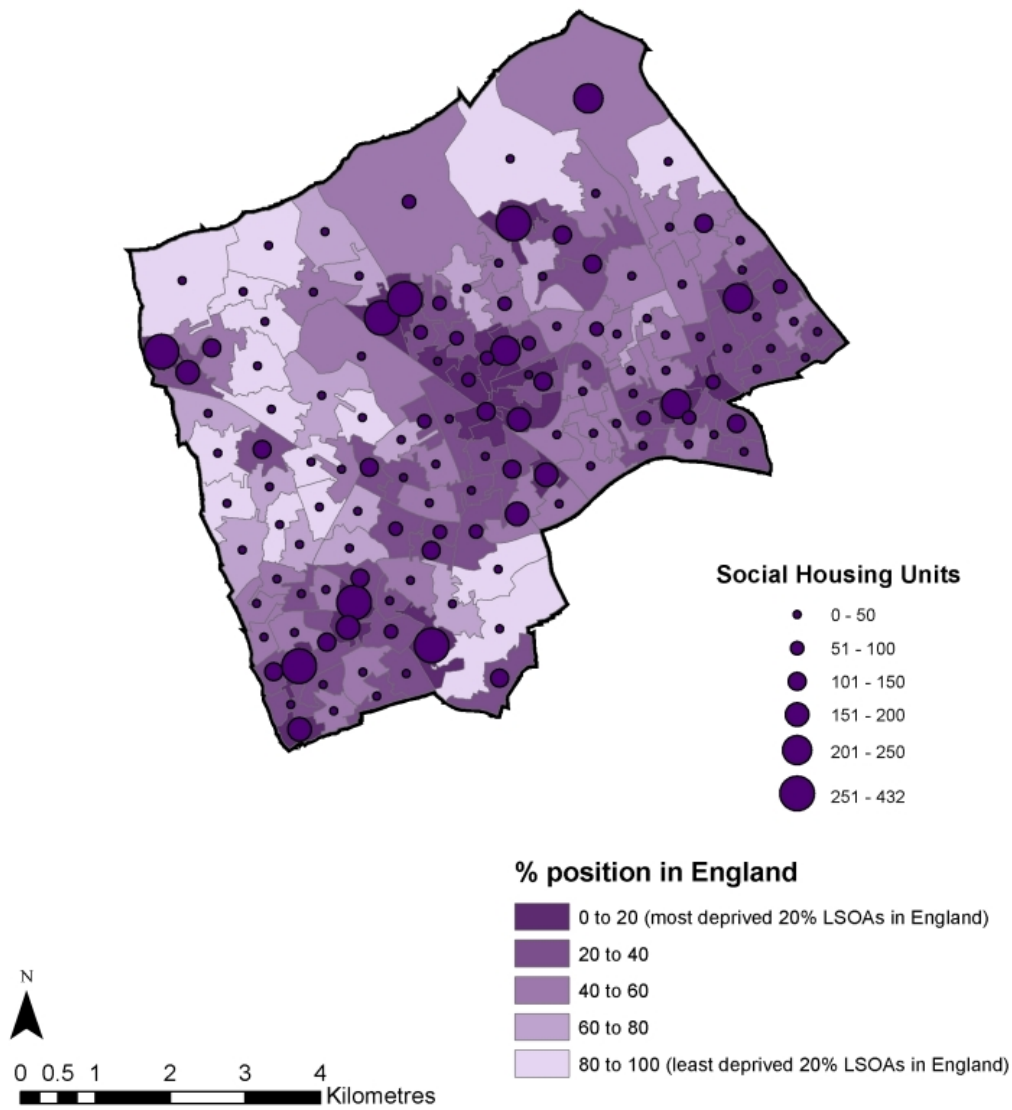 Social Housing Units
0 - 50
51 - 100
101 - 150
151 - 200
201 - 250
251 - 432
% position in England
0 to 20 (most deprived 20% LSOAs in England)
20 to 40
40 to 60
60 to 80
80 to 100 (least deprived 20% LSOAs in England)
N
0 0.5 1 2 3 4
Kilometres